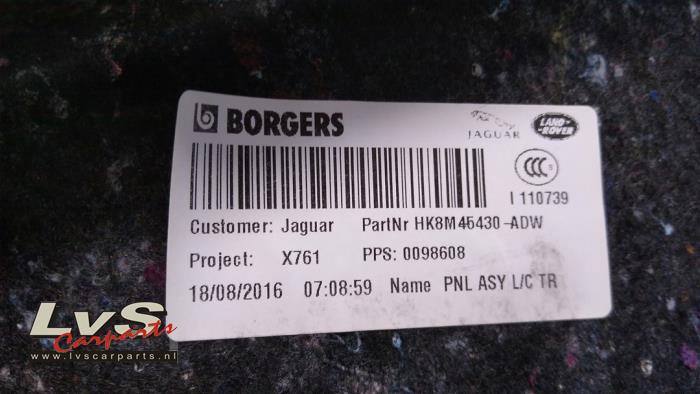 BORGERS
JAGUAR
LAND-
-ROVER
CCC S
I 110739
Customer: Jaguar PartNr HK8M45430-ADW
Project: X761 PPS: 0098608
18/08/2016 07:08:59 Name PNL ASY L/C TR
LvS
Carparts
www.lvscarparts.nl